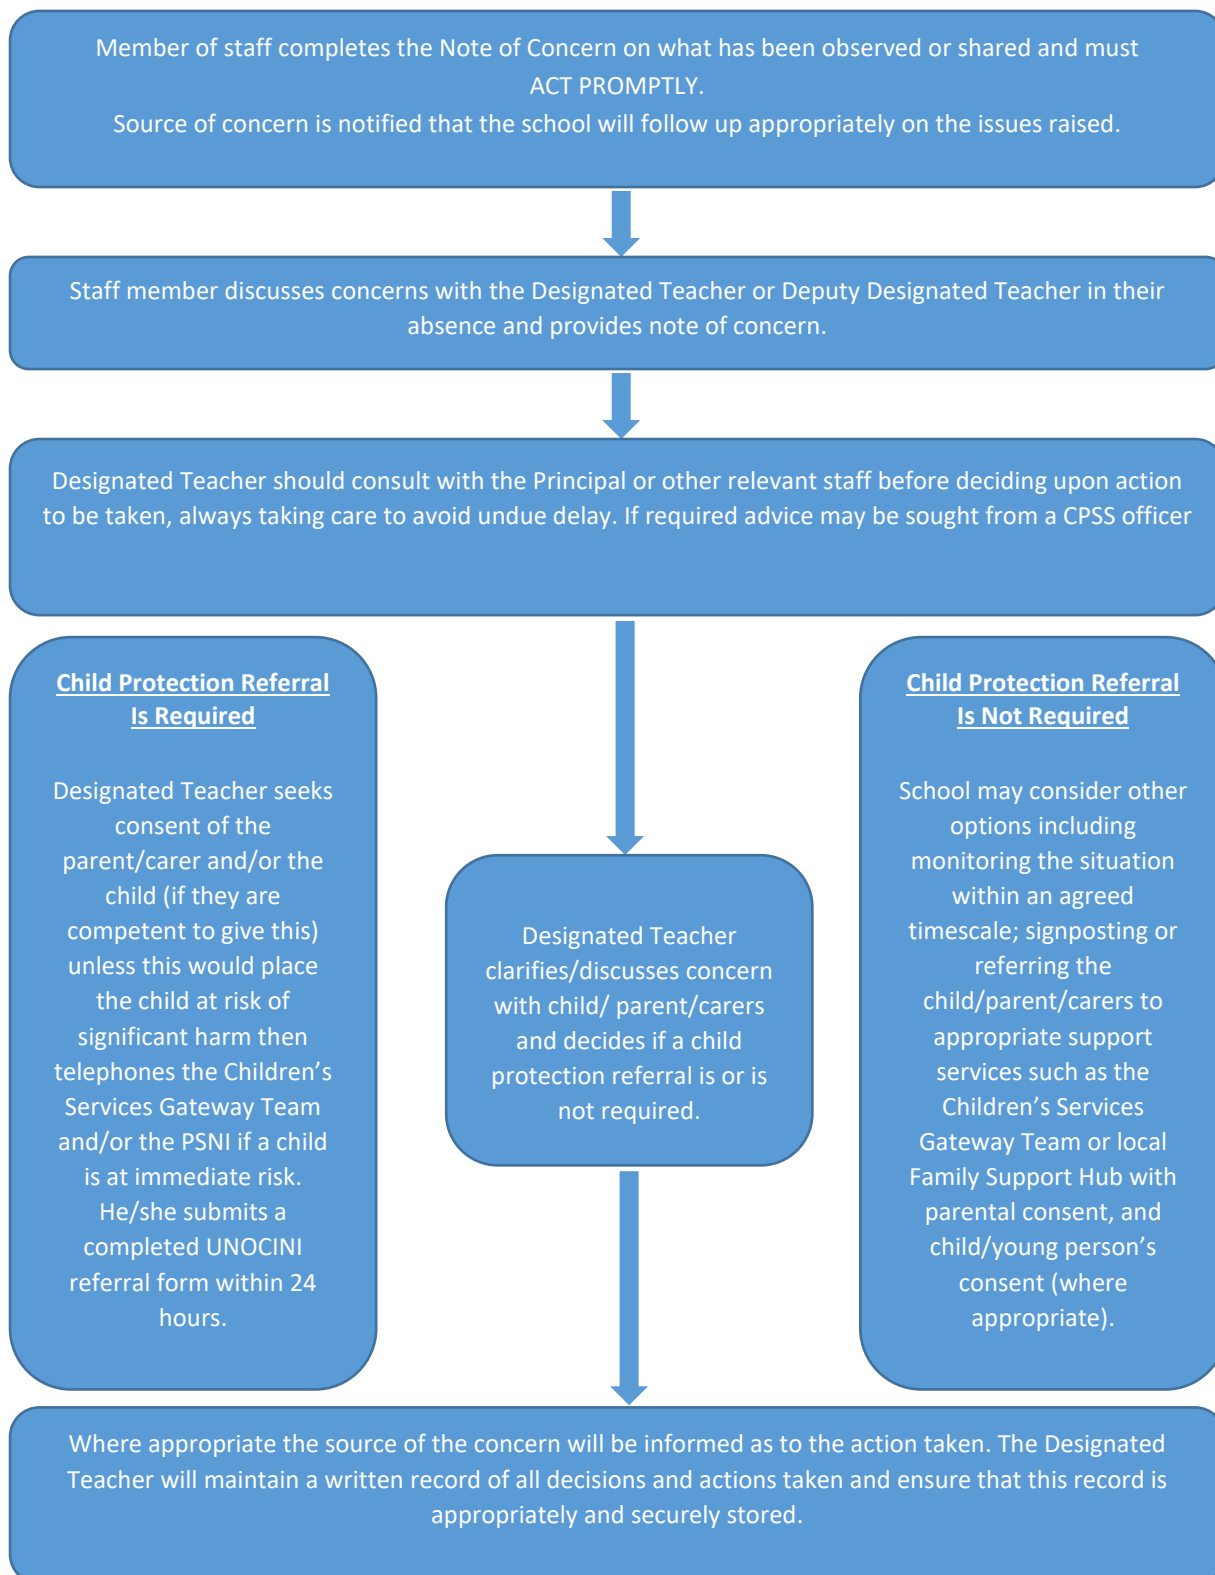 Member of staff completes the Note of Concern on what has been observed or shared and must
ACT PROMPTLY.
Source of concern is notified that the school will follow up appropriately on the issues raised.
Staff member discusses concerns with the Designated Teacher or Deputy Designated Teacher in their
absence and provides note of concern.
Designated Teacher should consult with the Principal or other relevant staff before deciding upon action
to be taken, always taking care to avoid undue delay. If required advice may be sought from a CPSS officer
Child Protection Referral
Is Required
Designated Teacher seeks
consent of the
parent/carer and/or the
child (if they are
competent to give this)
unless this would place
the child at risk of
significant harm then
telephones the Children’s
Services Gateway Team
and/or the PSNI if a child
is at immediate risk.
He/she submits a
completed UNOCINI
referral form within 24
hours.
Designated Teacher
clarifies/discusses concern
with child/ parent/carers
and decides if a child
protection referral is or is
not required.
Child Protection Referral
Is Not Required
School may consider other
options including
monitoring the situation
within an agreed
timescale; signposting or
referring the
child/parent/carers to
appropriate support
services such as the
Children’s Services
Gateway Team or local
Family Support Hub with
parental consent, and
child/young person’s
consent (where
appropriate).
Where appropriate the source of the concern will be informed as to the action taken. The Designated
Teacher will maintain a written record of all decisions and actions taken and ensure that this record is
appropriately and securely stored.